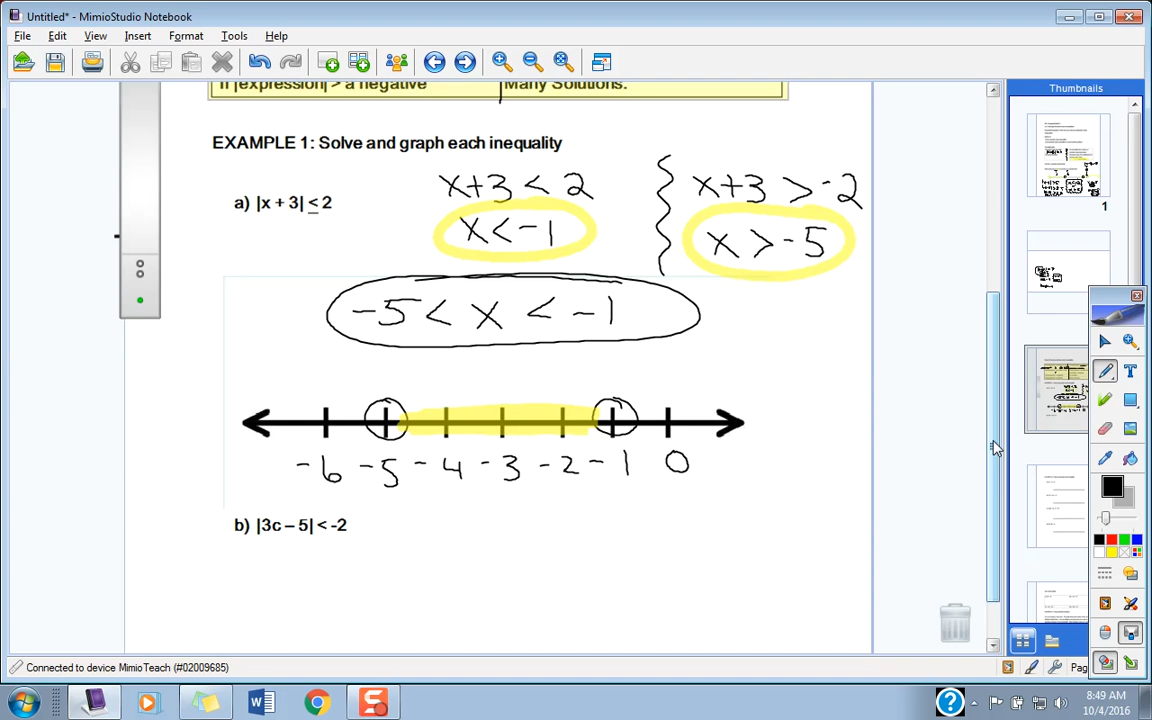 Untitled* - MimioStudio Notebook
File Edit View Insert Format Tools Help
If |expression| > a negative Many Solutions.
Thumbnails
EXAMPLE 1: Solve and graph each inequality
a) |x + 3| < 2
x+3 < 2
x+3 > -2
x < -1
x > -5
-5 < x < -1
-6 -5 -4 -3 -2 -1 0
b) |3c – 5| < -2
1
Connected to device MimioTeach (#02009685)
Pag
8:49 AM
10/4/2016